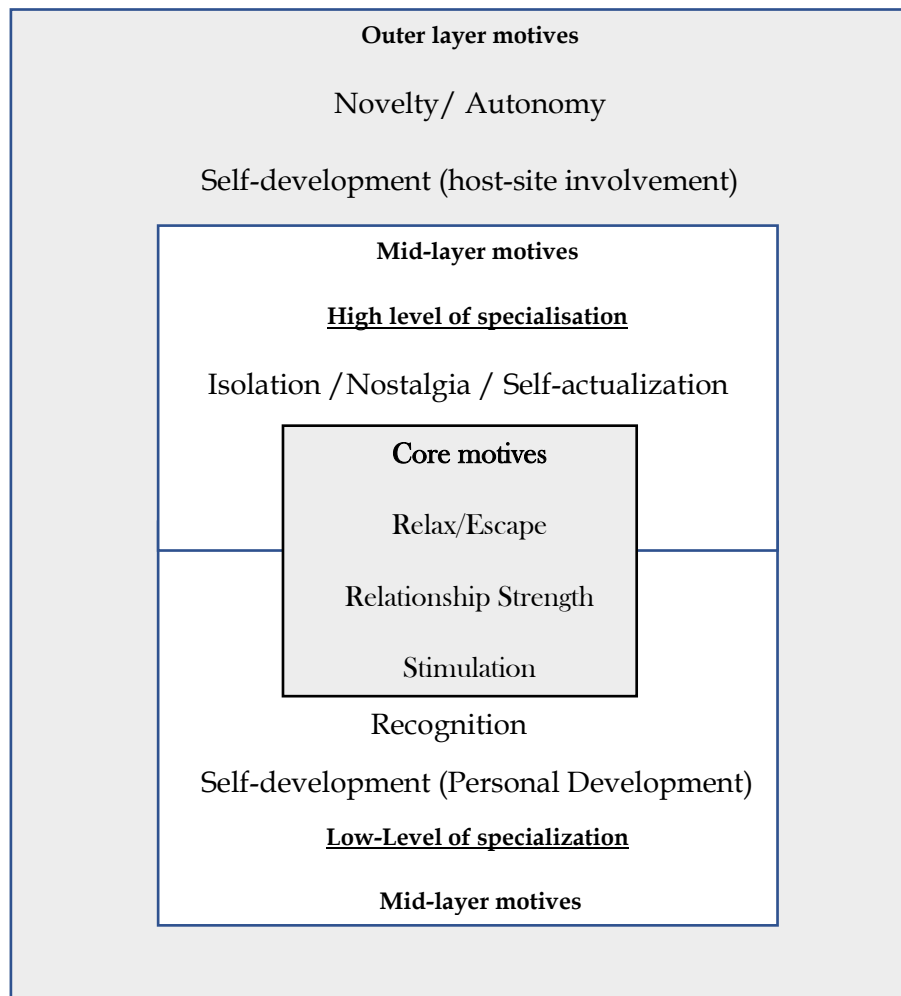 Outer layer motives
Novelty/ Autonomy
Self-development (host-site involvement)
Mid-layer motives
High level of specialisation
Isolation /Nostalgia / Self-actualization
Core motives
Relax/Escape
Relationship Strength
Stimulation
Recognition
Self-development (Personal Development)
Low-Level of specialization
Mid-layer motives